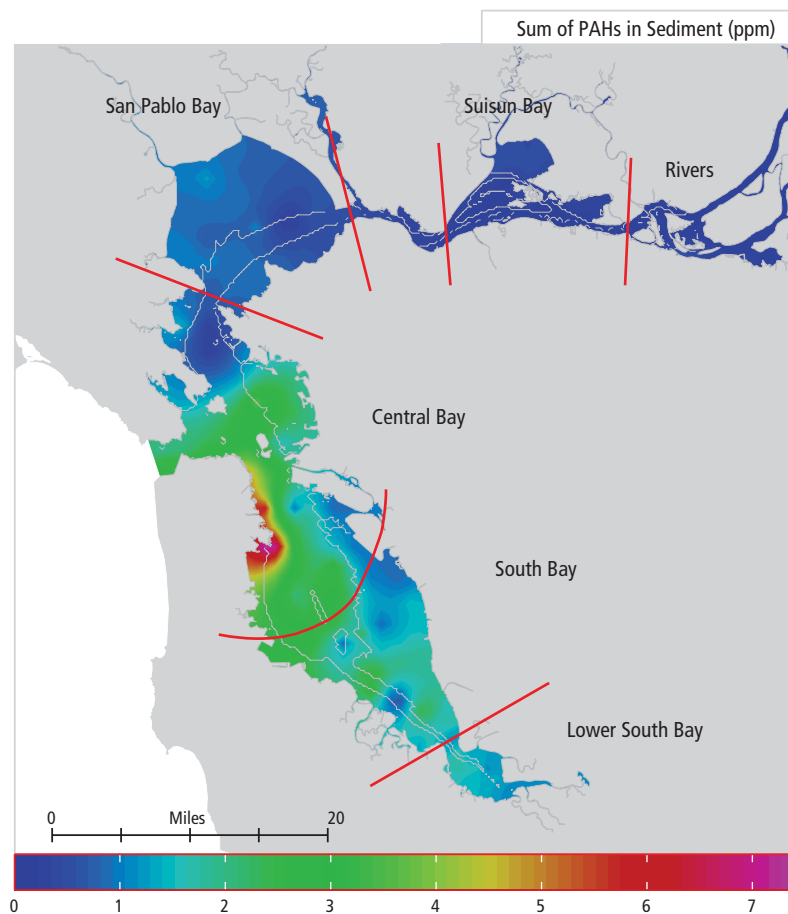 Sum of PAHs in Sediment (ppm)
San Pablo Bay
Suisun Bay
Rivers
Central Bay
South Bay
Lower South Bay
0 Miles 20
0 1 2 3 4 5 6 7